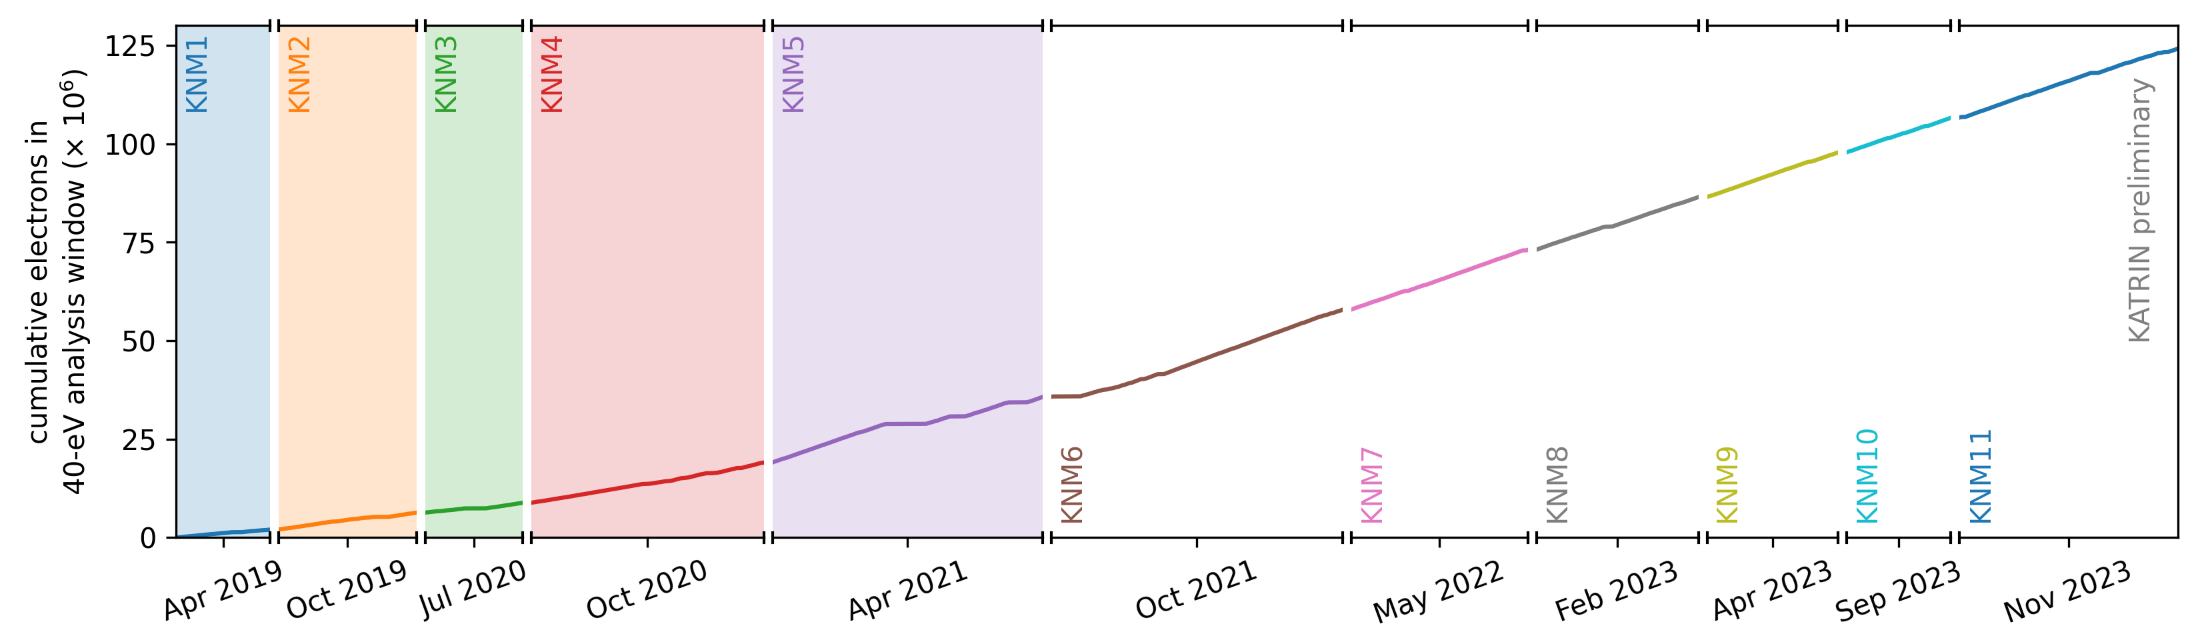 KNM1
KNM2
KNM3
KNM4
KNM5
KNM6
KNM7
KNM8
KNM9
KNM10
KNM11
KATRIN preliminary
cumulative electrons in
40-eV analysis window (× 10⁶)
125
100
75
50
25
0
Apr 2019
Oct 2019
Jul 2020
Oct 2020
Apr 2021
Oct 2021
May 2022
Feb 2023
Apr 2023
Sep 2023
Nov 2023